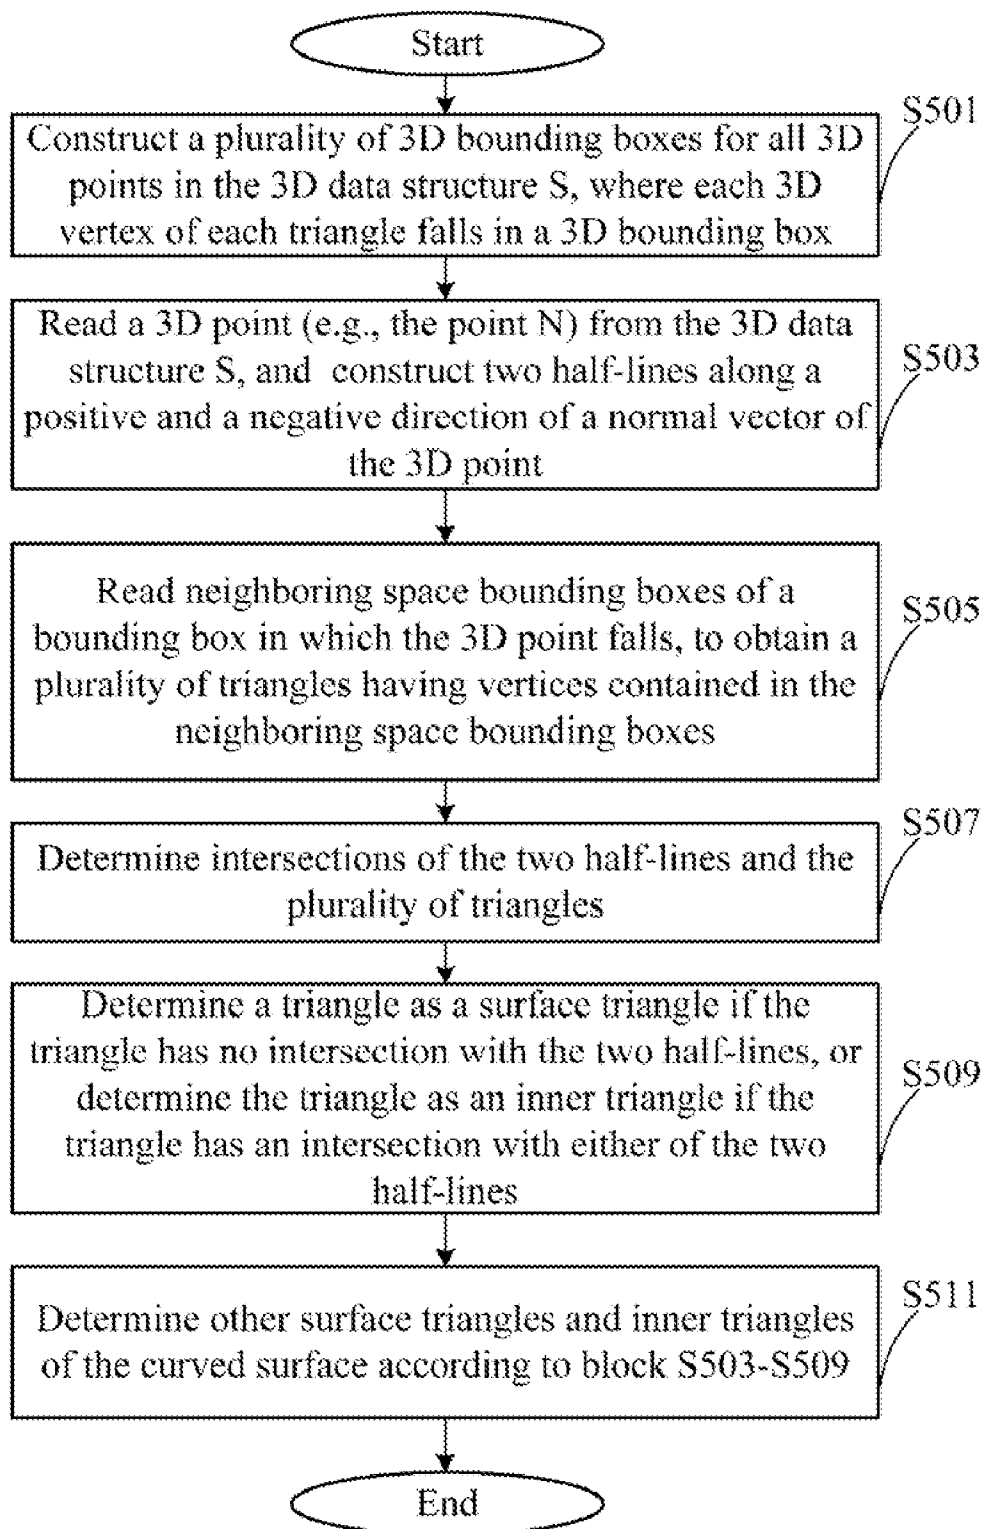 Start
S501
Construct a plurality of 3D bounding boxes for all 3D
points in the 3D data structure S, where each 3D
vertex of each triangle falls in a 3D bounding box
Read a 3D point (e.g., the point N) from the 3D data
structure S, and construct two half-lines along a
positive and a negative direction of a normal vector of
the 3D point
S503
Read neighboring space bounding boxes of a
bounding box in which the 3D point falls, to obtain a
plurality of triangles having vertices contained in the
neighboring space bounding boxes
S505
S507
Determine intersections of the two half-lines and the
plurality of triangles
Determine a triangle as a surface triangle if the
triangle has no intersection with the two half-lines, or
determine the triangle as an inner triangle if the
triangle has an intersection with either of the two
half-lines
S509
S511
Determine other surface triangles and inner triangles
of the curved surface according to block S503-S509
End